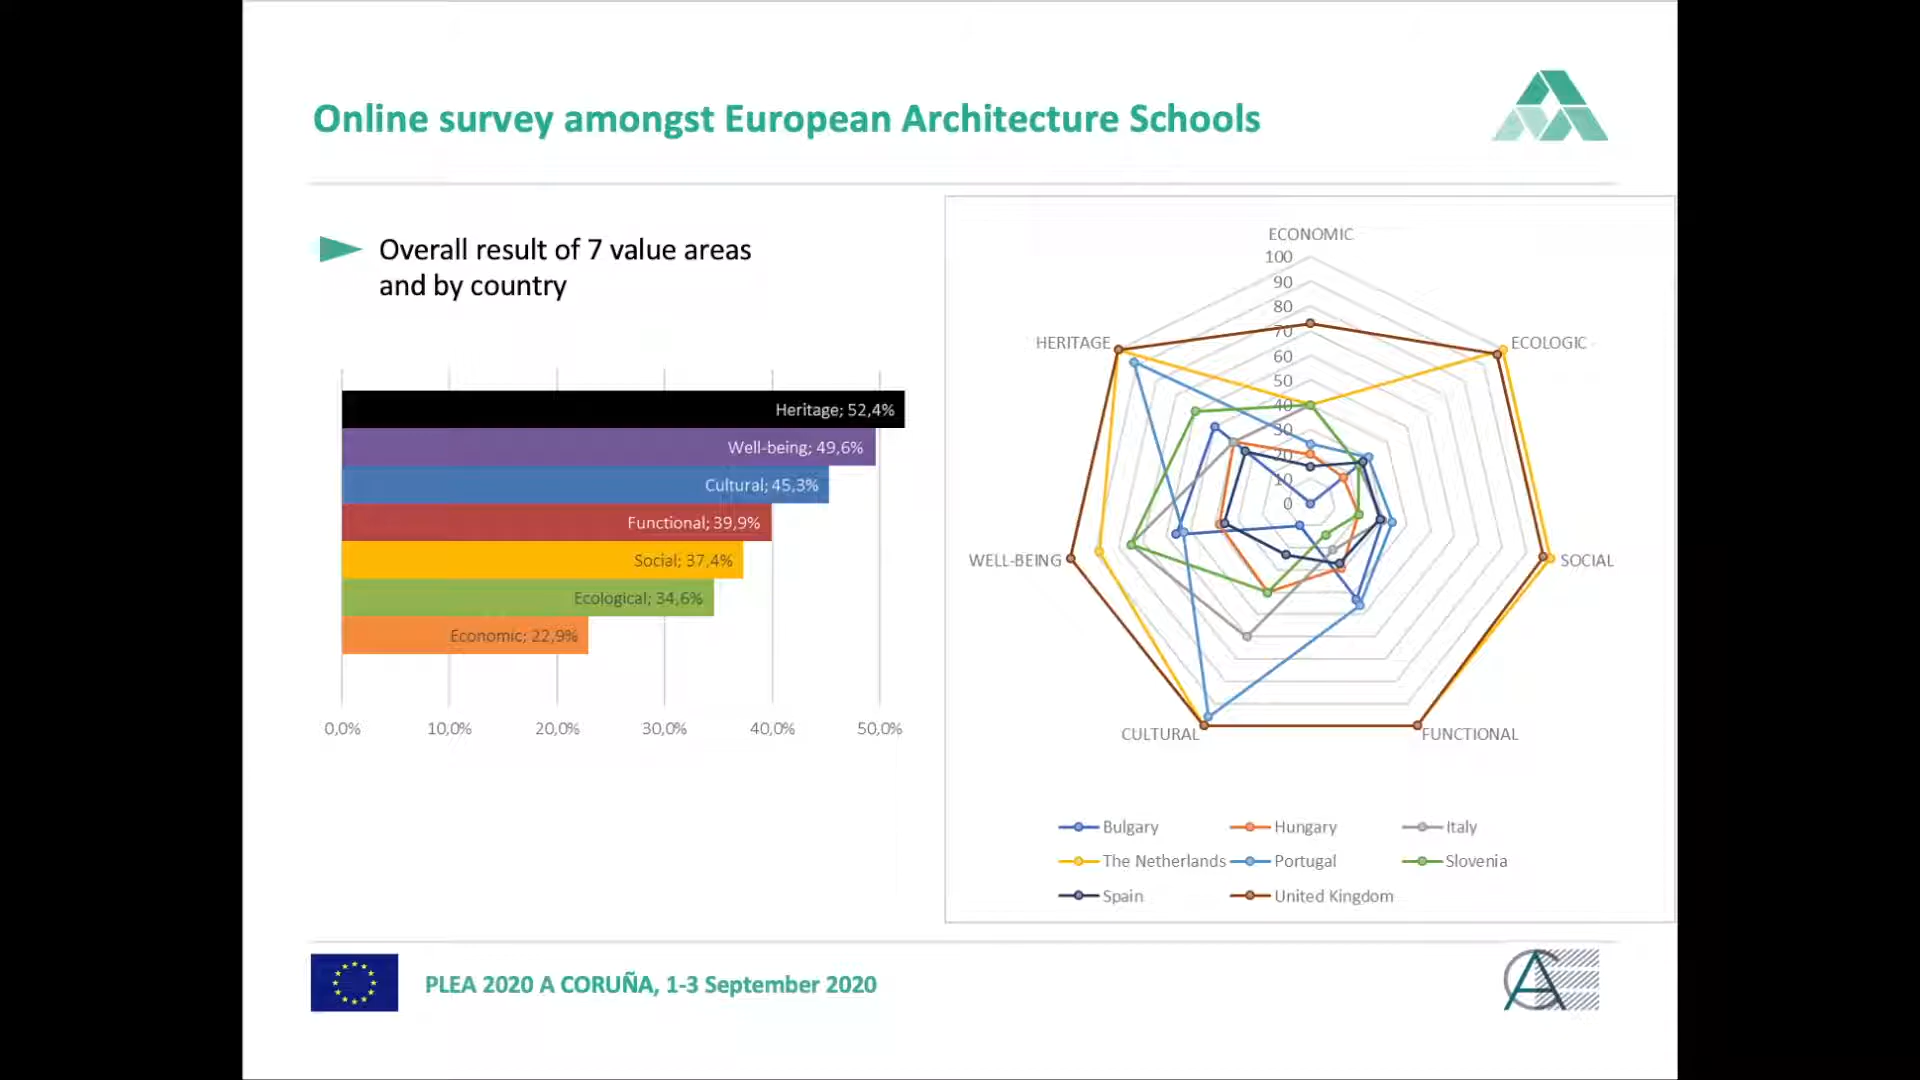 Online survey amongst European Architecture Schools
Overall result of 7 value areas
and by country
Heritage; 52,4%
Well-being; 49,6%
Cultural; 45,3%
Functional; 39,9%
Social; 37,4%
Ecological; 34,6%
Economic; 22,9%
0,0%
10,0%
20,0%
30,0%
40,0%
50,0%
ECONOMIC
100
90
80
70
60
50
40
30
20
10
0
HERITAGE
ECOLOGIC
WELL-BEING
SOCIAL
CULTURAL
FUNCTIONAL
Bulgary
Hungary
Italy
The Netherlands
Portugal
Slovenia
Spain
United Kingdom
PLEA 2020 A CORUÑA, 1-3 September 2020
ACE